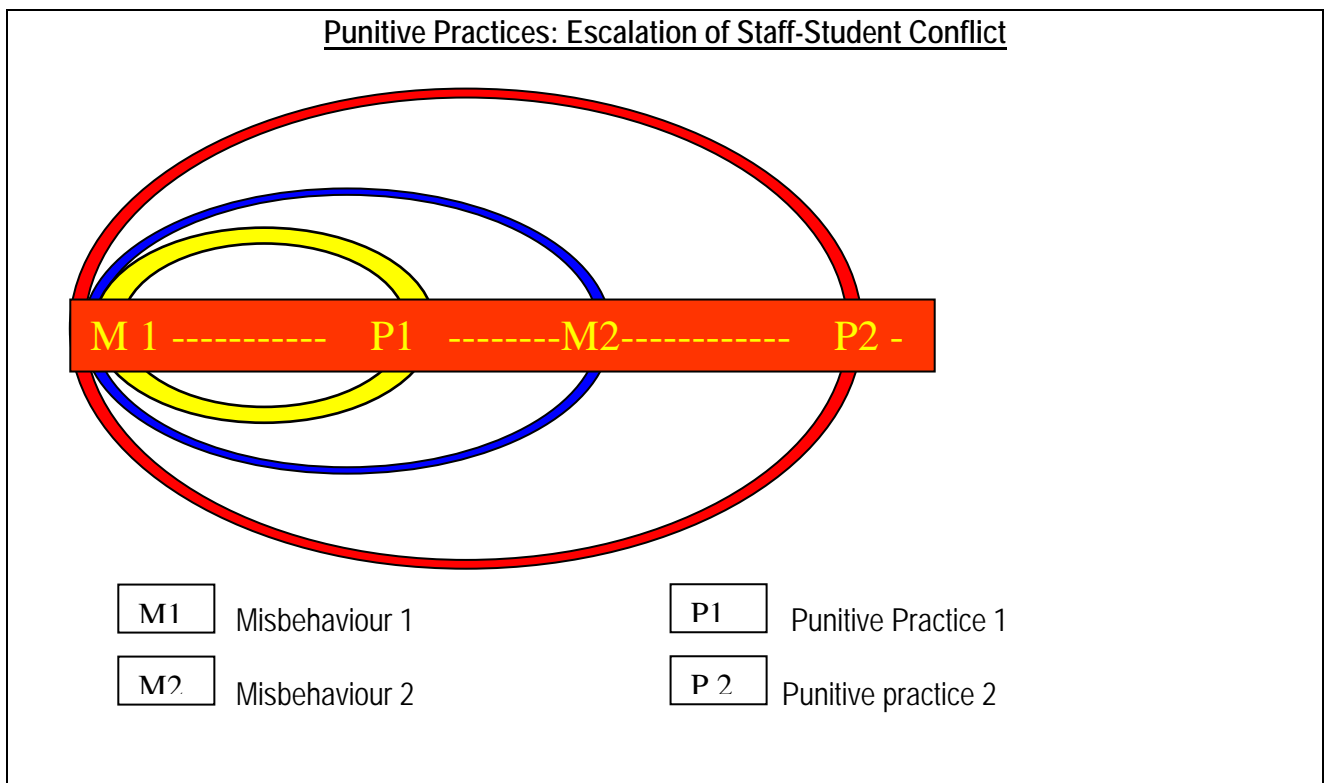 Punitive Practices: Escalation of Staff-Student Conflict
M 1 ----------- P1 --------M2------------ P2 -
M1 Misbehaviour 1 P1 Punitive Practice 1
M2 Misbehaviour 2 P 2 Punitive practice 2